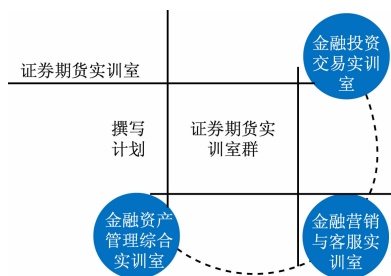 金融投资
交易实训
室
证券期货实训室
撰写
计划
证券期货实
训室群
金融资产
管理综合
实训室
金融营销
与客服实
训室